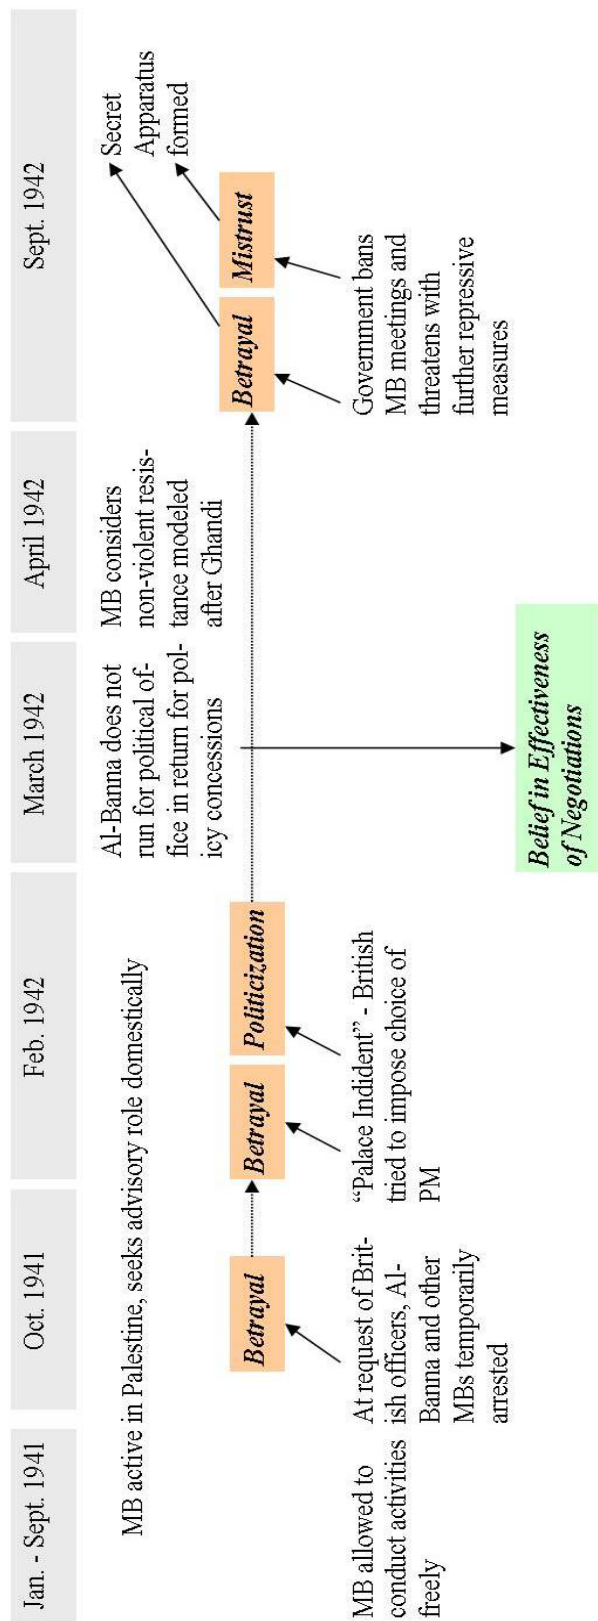 Jan. - Sept. 1941
Oct. 1941
Feb. 1942
March 1942
April 1942
Sept. 1942
MB active in Palestine, seeks advisory role domestically
Al-Banna does not
run for political of-
fice in return for pol-
icy concessions
MB considers
non-violent resis-
tance modeled
after Ghandi
Secret
Apparatus
formed
Betrayal
Betrayal
Politicization
Betrayal
Mistrust
MB allowed to
conduct activities
freely
At request of Brit-
ish officers, Al-
Banna and other
MBs temporarily
arrested
“Palace Indident” - British
tried to impose choice of
PM
Government bans
MB meetings and
threatens with
further repressive
measures
Belief in Effectiveness
of Negotiations